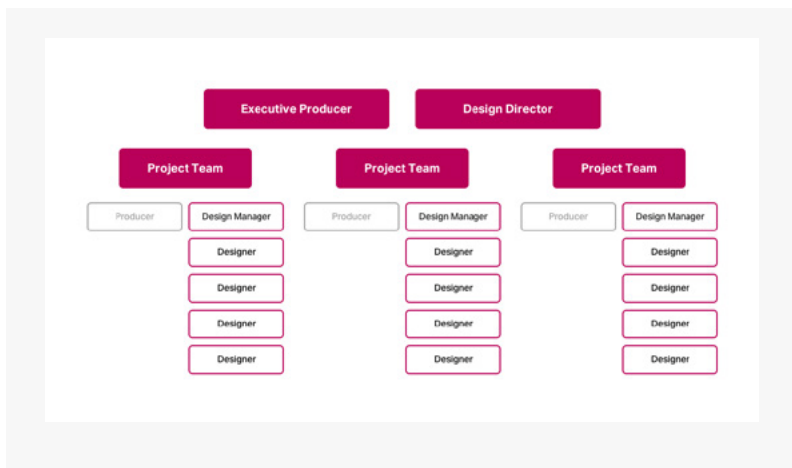 Executive Producer
Design Director
Project Team
Project Team
Project Team
Producer
Design Manager
Producer
Design Manager
Producer
Design Manager
Designer
Designer
Designer
Designer
Designer
Designer
Designer
Designer
Designer
Designer
Designer
Designer